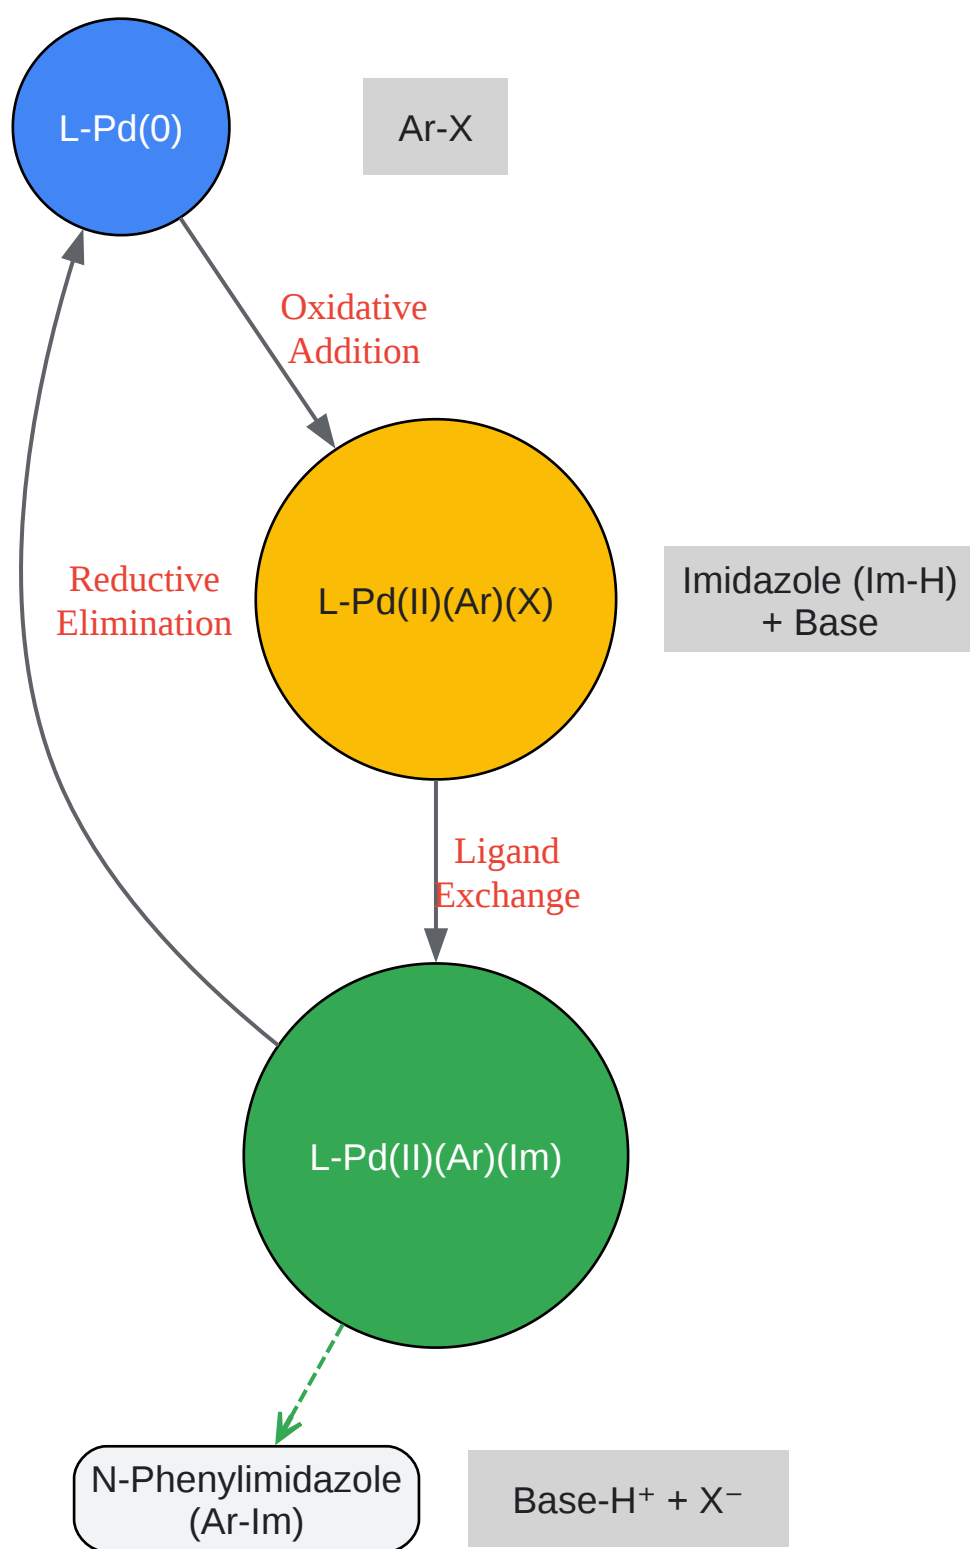 L-Pd(0)
Ar-X
Oxidative
Addition
Reductive
Elimination
L-Pd(II)(Ar)(X)
Imidazole (Im-H)
+ Base
Ligand
Exchange
L-Pd(II)(Ar)(Im)
N-Phenylimidazole
(Ar-Im)
Base-H⁺ + X⁻